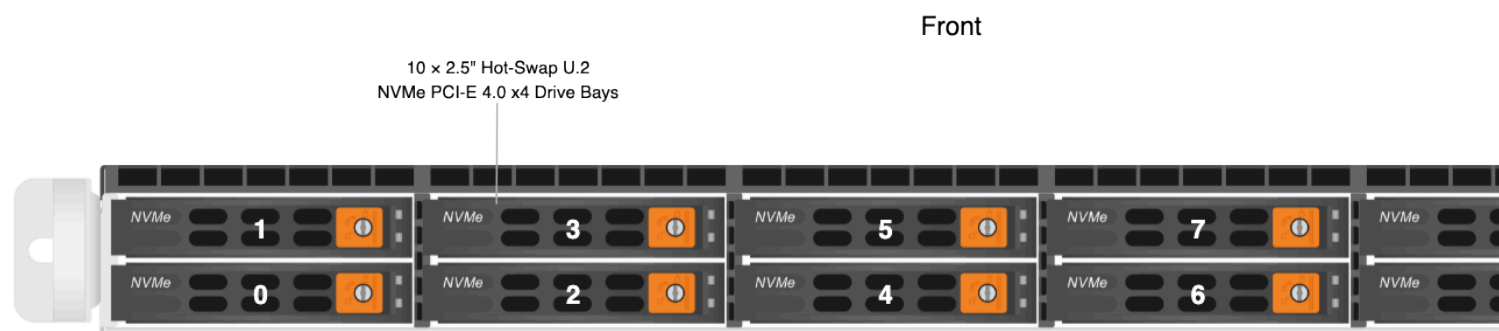 Front
10 × 2.5" Hot-Swap U.2
NVMe PCI-E 4.0 x4 Drive Bays
NVMe 1 NVMe 3 NVMe 5 NVMe 7 NVMe
NVMe 0 NVMe 2 NVMe 4 NVMe 6 NVMe